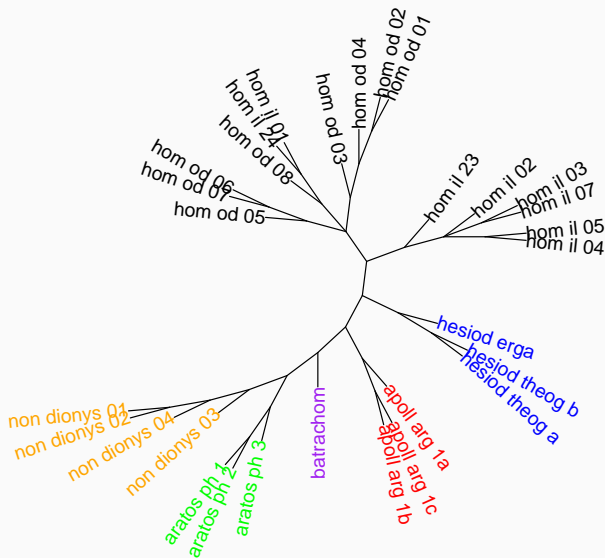 hom od 02
hom od 01
hom od 04
hom od 03
hom il 01
hom il 24
hom od 08
hom od 06
hom od 07
hom od 05
hom il 23
hom il 02
hom il 03
hom il 07
hom il 05
hom il 04
hesiod erga
hesiod theog b
hesiod theog a
apoll arg 1a
apoll arg 1c
apoll arg 1b
batrachom
aratos ph 3
aratos ph 2
aratos ph 1
non dionys 03
non dionys 04
non dionys 02
non dionys 01